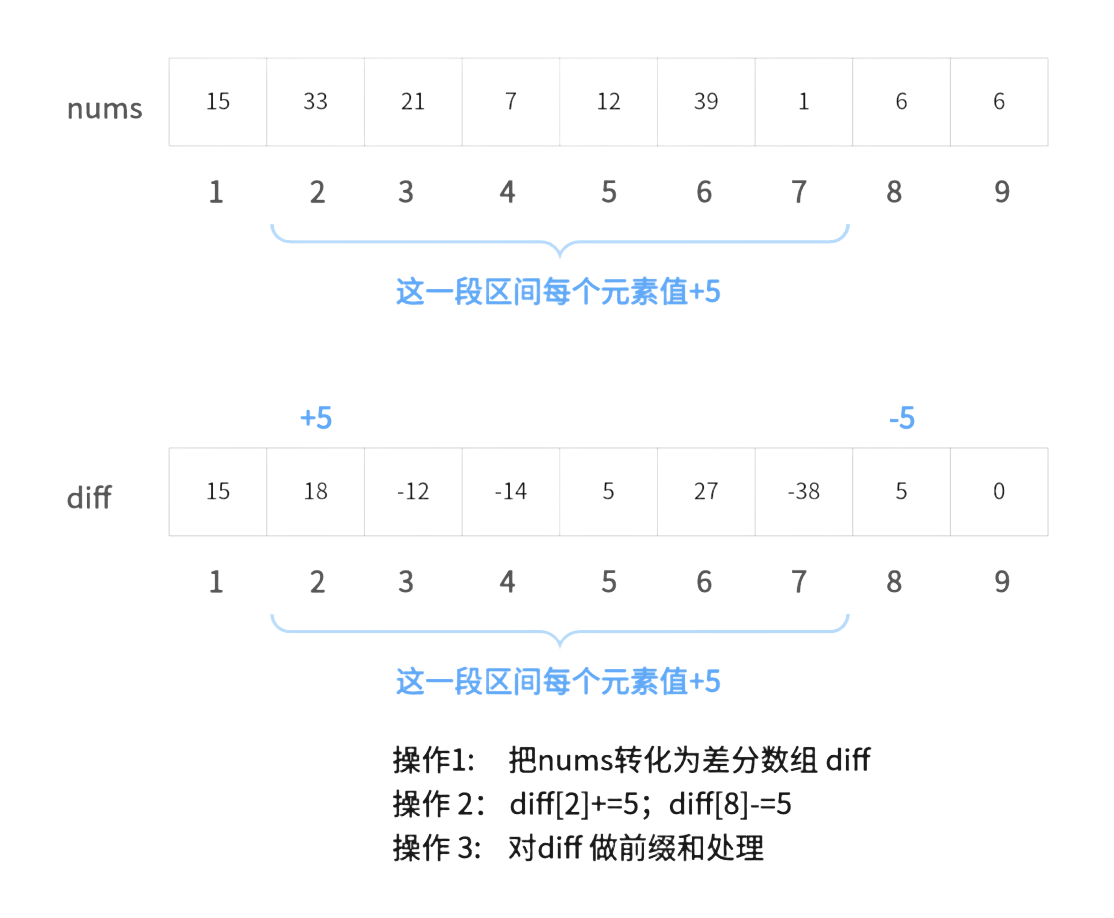 nums 15 33 21 7 12 39 1 6 6
1 2 3 4 5 6 7 8 9
这一段区间每个元素值+5
+5 -5
diff 15 18 -12 -14 5 27 -38 5 0
1 2 3 4 5 6 7 8 9
这一段区间每个元素值+5
操作1: 把nums转化为差分数组 diff
操作 2： diff[2]+=5；diff[8]-=5
操作 3: 对diff 做前缀和处理